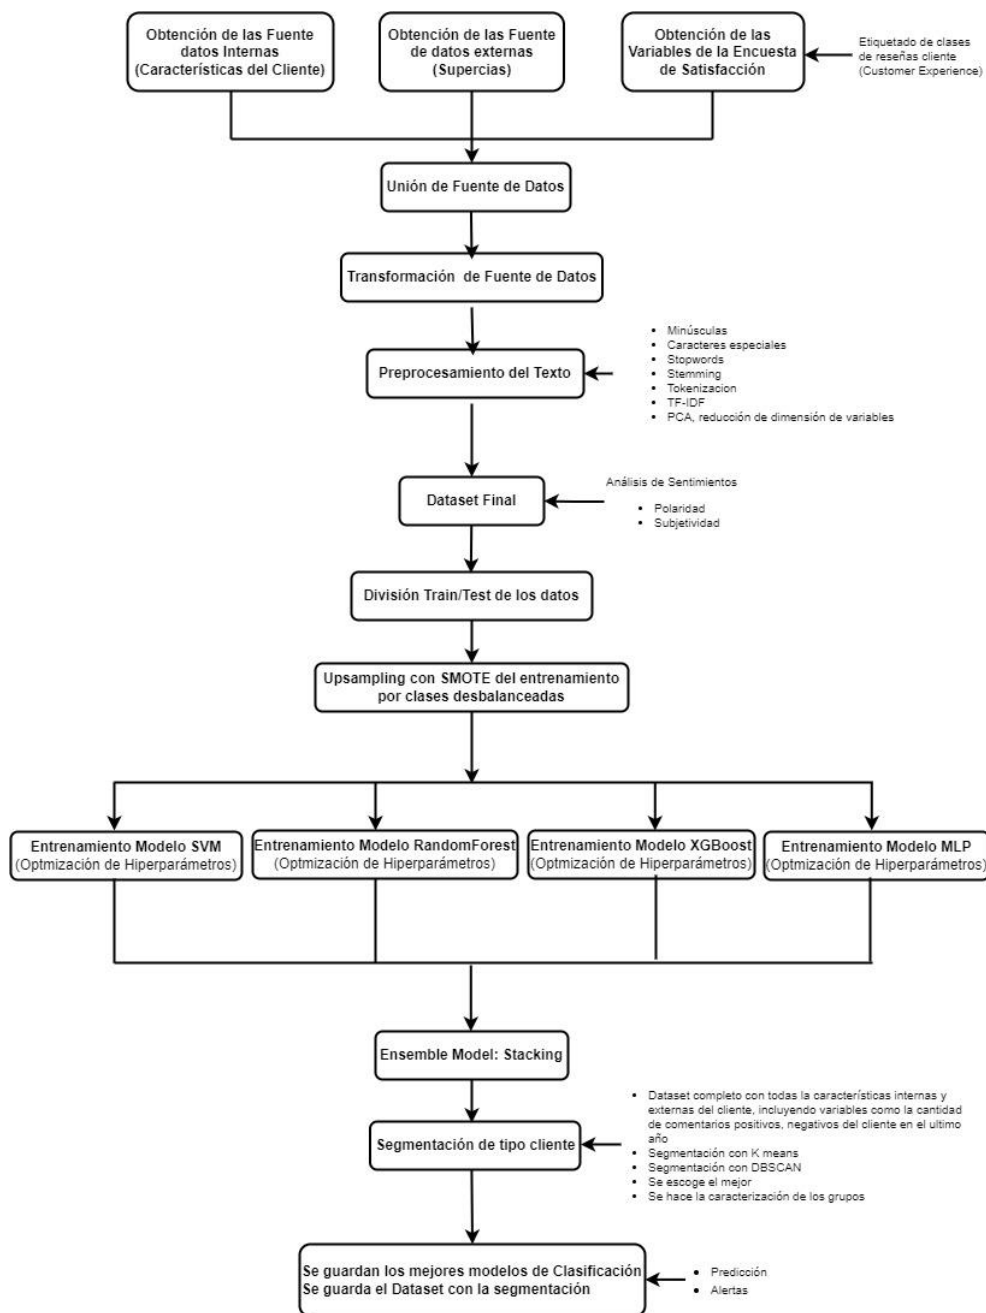 Obtención de las Fuente
datos Internas
(Características del Cliente)
Obtención de las Fuente
de datos externas
(Supercias)
Obtención de las
Variables de la Encuesta
de Satisfacción
Etiquetado de clases
de reseñas cliente
(Customer Experience)
Unión de Fuente de Datos
Transformación de Fuente de Datos
Preprocesamiento del Texto
• Minúsculas
• Caracteres especiales
• Stopwords
• Stemming
• Tokenizacion
• TF-IDF
• PCA, reducción de dimensión de variables
Dataset Final
Análisis de Sentimientos
• Polaridad
• Subjetividad
División Train/Test de los datos
Upsampling con SMOTE del entrenamiento
por clases desbalanceadas
Entrenamiento Modelo SVM
(Optmización de Hiperparámetros)
Entrenamiento Modelo RandomForest
(Optmización de Hiperparámetros)
Entrenamiento Modelo XGBoost
(Optmización de Hiperparámetros)
Entrenamiento Modelo MLP
(Optmización de Hiperparámetros)
Ensemble Model: Stacking
Segmentación de tipo cliente
• Dataset completo con todas la características internas y
externas del cliente, incluyendo variables como la cantidad
de comentarios positivos, negativos del cliente en el ultimo
año
• Segmentación con K means
• Segmentación con DBSCAN
• Se escoge el mejor
• Se hace la caracterización de los grupos
Se guardan los mejores modelos de Clasificación
Se guarda el Dataset con la segmentación
• Predicción
• Alertas